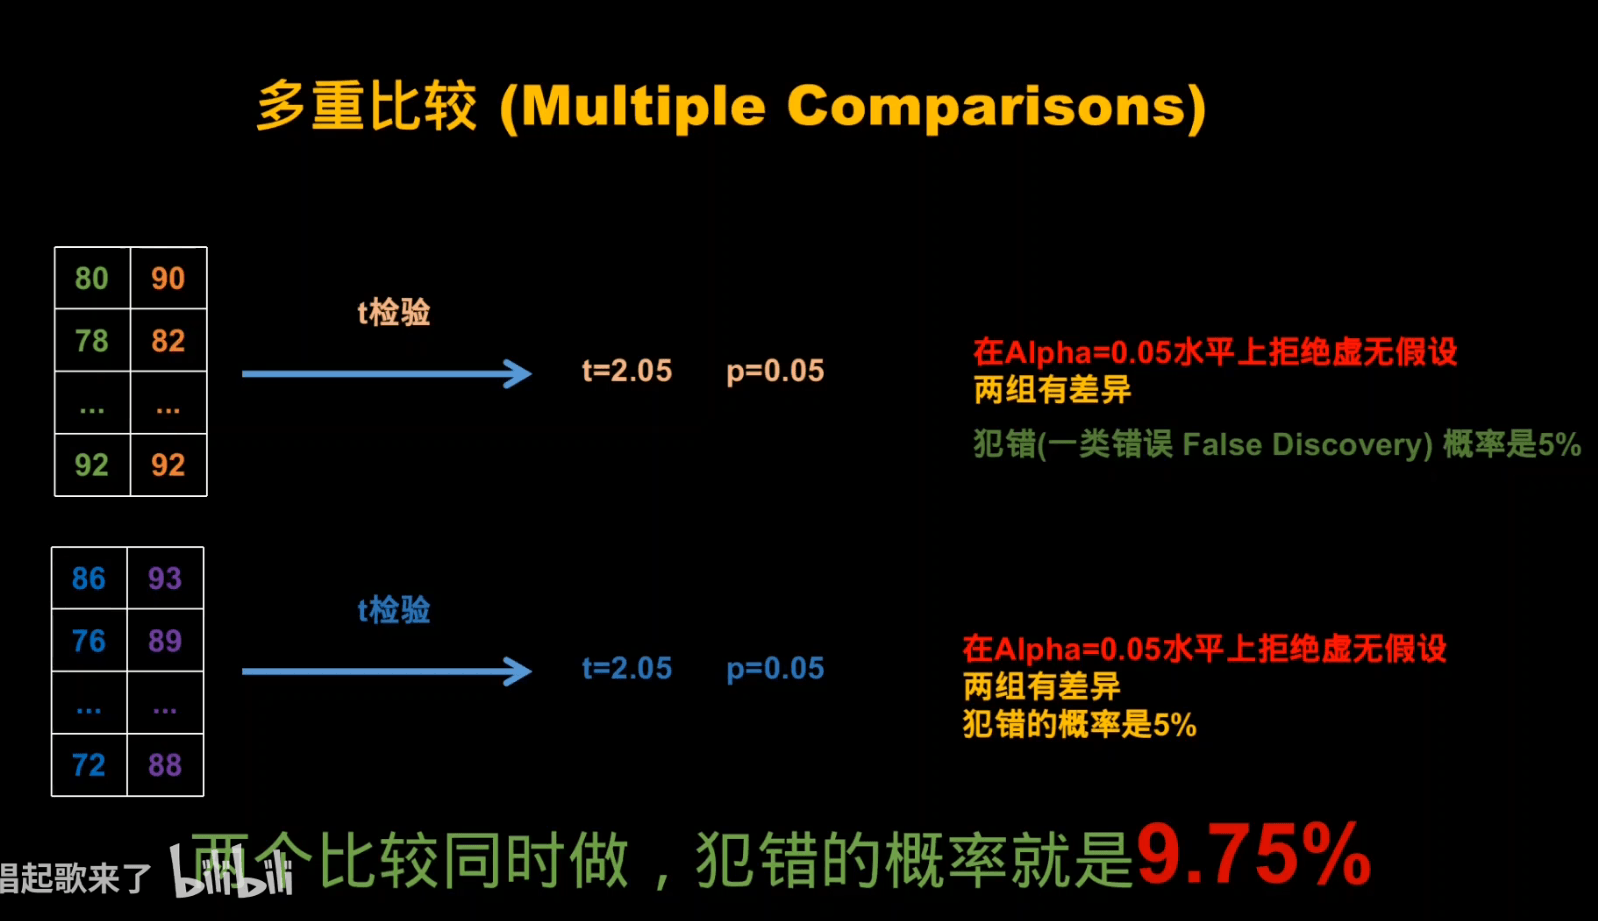 多重比较 (Multiple Comparisons)
80 90
78 82
... ...
92 92
t检验
t=2.05 p=0.05
在Alpha=0.05水平上拒绝虚无假设
两组有差异
犯错(一类错误 False Discovery) 概率是5%
86 93
76 89
... ...
72 88
t检验
t=2.05 p=0.05
在Alpha=0.05水平上拒绝虚无假设
两组有差异
犯错的概率是5%
两个比较同时做，犯错的概率就是9.75%
唱起歌来了 bilibili